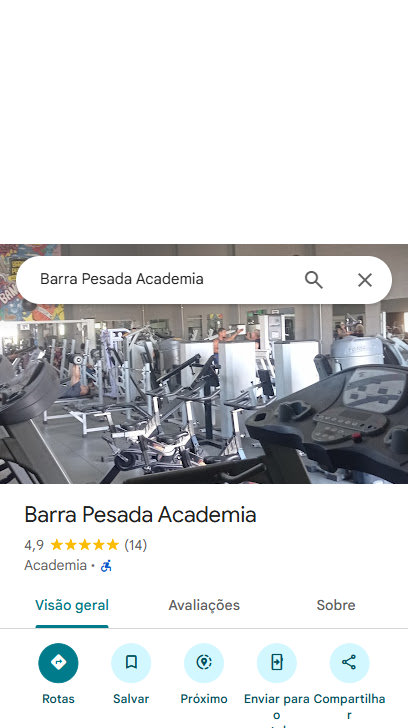 Barra Pesada Academia
Barra Pesada Academia
4,9 (14)
Academia ·
Visão geral
Avaliações
Sobre
Rotas
Salvar
Próximo
Enviar para o
Compartilhar